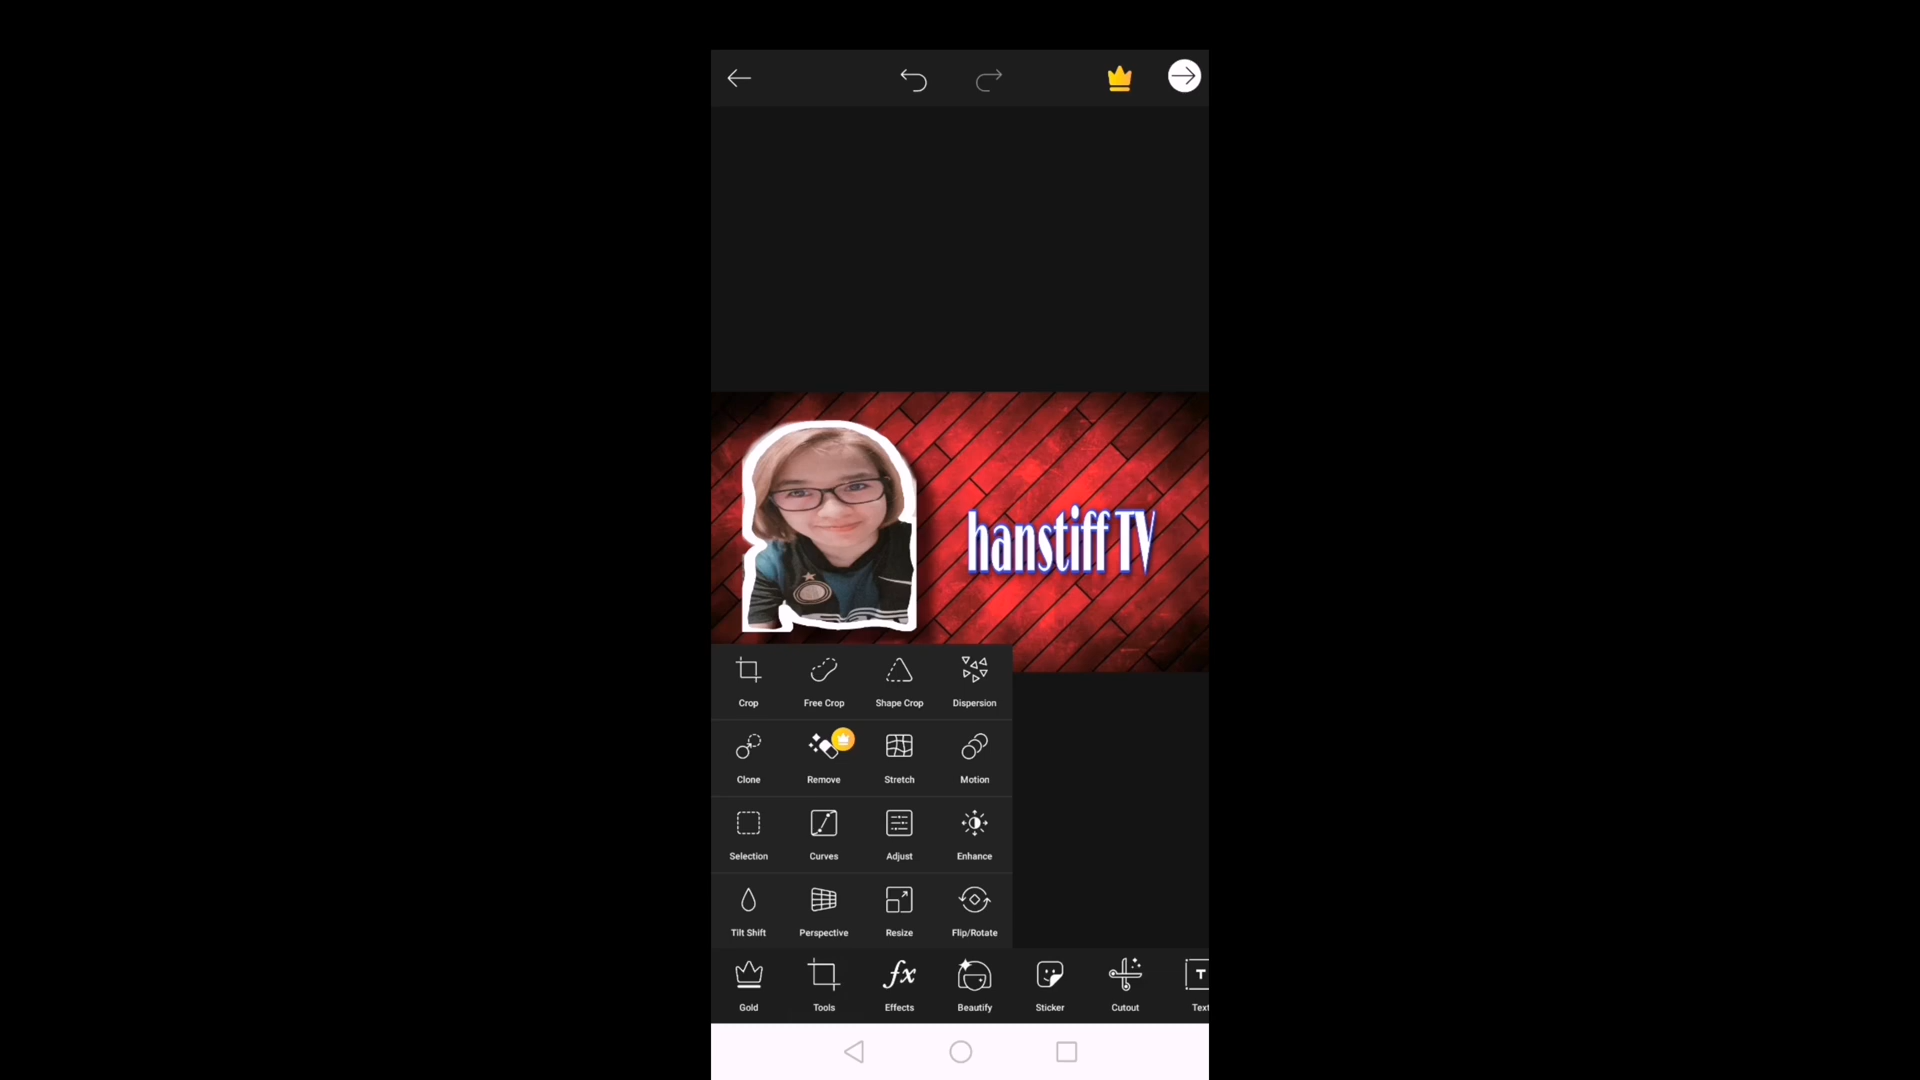 hanstiff TV
Crop
Free Crop
Shape Crop
Dispersion
Clone
Remove
Stretch
Motion
Selection
Curves
Adjust
Enhance
Tilt Shift
Perspective
Resize
Flip/Rotate
Gold
Tools
fx
Effects
Beautify
Sticker
Cutout
T
Text